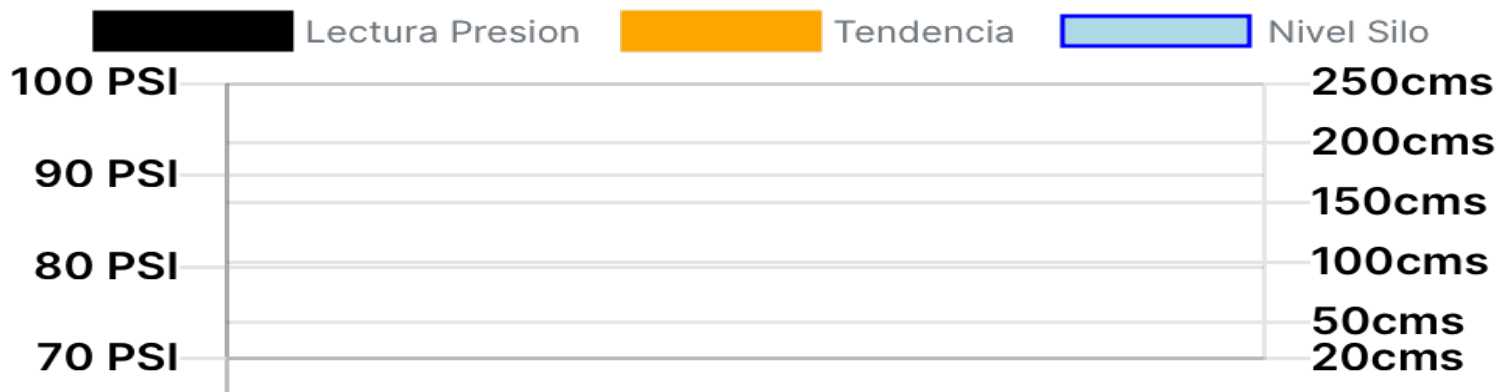 Lectura Presion Tendencia Nivel Silo
100 PSI 250cms
200cms
90 PSI
150cms
80 PSI 100cms
50cms
70 PSI 20cms